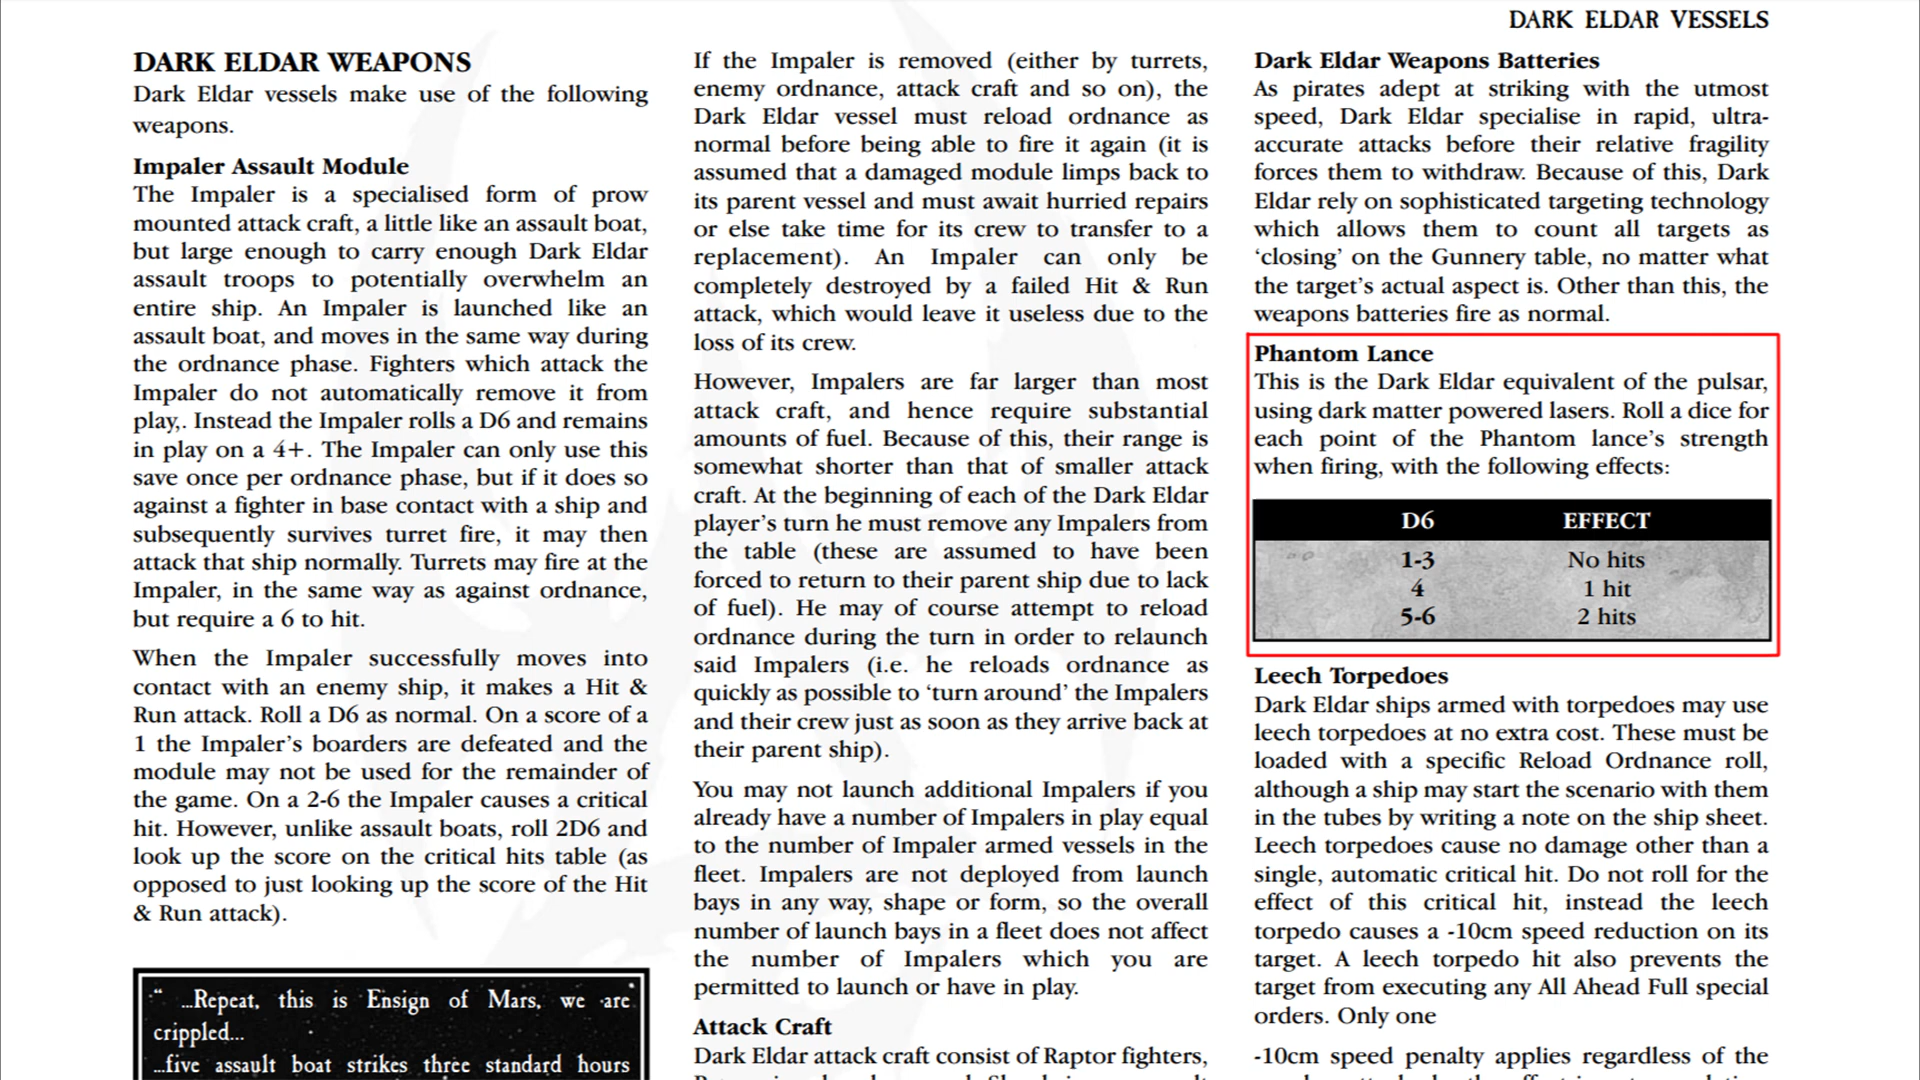 DARK ELDAR VESSELS
DARK ELDAR WEAPONS
Dark Eldar vessels make use of the following
weapons.
Impaler Assault Module
The Impaler is a specialised form of prow
mounted attack craft, a little like an assault boat,
but large enough to carry enough Dark Eldar
assault troops to potentially overwhelm an
entire ship. An Impaler is launched like an
assault boat, and moves in the same way during
the ordnance phase. Fighters which attack the
Impaler do not automatically remove it from
play,. Instead the Impaler rolls a D6 and remains
in play on a 4+. The Impaler can only use this
save once per ordnance phase, but if it does so
against a fighter in base contact with a ship and
subsequently survives turret fire, it may then
attack that ship normally. Turrets may fire at the
Impaler, in the same way as against ordnance,
but require a 6 to hit.
When the Impaler successfully moves into
contact with an enemy ship, it makes a Hit &
Run attack. Roll a D6 as normal. On a score of a
1 the Impaler's boarders are defeated and the
module may not be used for the remainder of
the game. On a 2-6 the Impaler causes a critical
hit. However, unlike assault boats, roll 2D6 and
look up the score on the critical hits table (as
opposed to just looking up the score of the Hit
& Run attack).
“ ...Repeat, this is Ensign of Mars, we are
crippled...
...five assault boat strikes three standard hours
If the Impaler is removed (either by turrets,
enemy ordnance, attack craft and so on), the
Dark Eldar vessel must reload ordnance as
normal before being able to fire it again (it is
assumed that a damaged module limps back to
its parent vessel and must await hurried repairs
or else take time for its crew to transfer to a
replacement). An Impaler can only be
completely destroyed by a failed Hit & Run
attack, which would leave it useless due to the
loss of its crew.
However, Impalers are far larger than most
attack craft, and hence require substantial
amounts of fuel. Because of this, their range is
somewhat shorter than that of smaller attack
craft. At the beginning of each of the Dark Eldar
player's turn he must remove any Impalers from
the table (these are assumed to have been
forced to return to their parent ship due to lack
of fuel). He may of course attempt to reload
ordnance during the turn in order to relaunch
said Impalers (i.e. he reloads ordnance as
quickly as possible to ‘turn around’ the Impalers
and their crew just as soon as they arrive back at
their parent ship).
You may not launch additional Impalers if you
already have a number of Impalers in play equal
to the number of Impaler armed vessels in the
fleet. Impalers are not deployed from launch
bays in any way, shape or form, so the overall
number of launch bays in a fleet does not affect
the number of Impalers which you are
permitted to launch or have in play.
Attack Craft
Dark Eldar attack craft consist of Raptor fighters,
Dark Eldar Weapons Batteries
As pirates adept at striking with the utmost
speed, Dark Eldar specialise in rapid, ultra-
accurate attacks before their relative fragility
forces them to withdraw. Because of this, Dark
Eldar rely on sophisticated targeting technology
which allows them to count all targets as
‘closing’ on the Gunnery table, no matter what
the target's actual aspect is. Other than this, the
weapons batteries fire as normal.
Phantom Lance
This is the Dark Eldar equivalent of the pulsar,
using dark matter powered lasers. Roll a dice for
each point of the Phantom lance's strength
when firing, with the following effects:
D6 EFFECT
1-3 No hits
4 1 hit
5-6 2 hits
Leech Torpedoes
Dark Eldar ships armed with torpedoes may use
leech torpedoes at no extra cost. These must be
loaded with a specific Reload Ordnance roll,
although a ship may start the scenario with them
in the tubes by writing a note on the ship sheet.
Leech torpedoes cause no damage other than a
single, automatic critical hit. Do not roll for the
effect of this critical hit, instead the leech
torpedo causes a -10cm speed reduction on its
target. A leech torpedo hit also prevents the
target from executing any All Ahead Full special
orders. Only one
-10cm speed penalty applies regardless of the